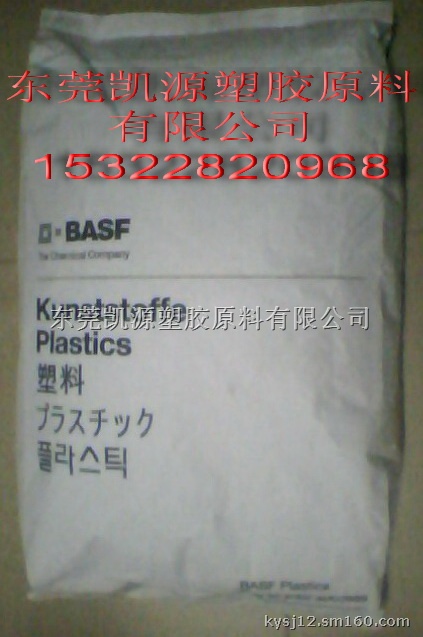 东莞凯源塑胶原料
有限公司
15322820968
BASF
The Chemical Company
Kunststoffe
东莞凯源塑胶原料有限公司
Plastics
塑料
プラスチック
플라스틱
BASF Plastics
kysj12.sm160.com